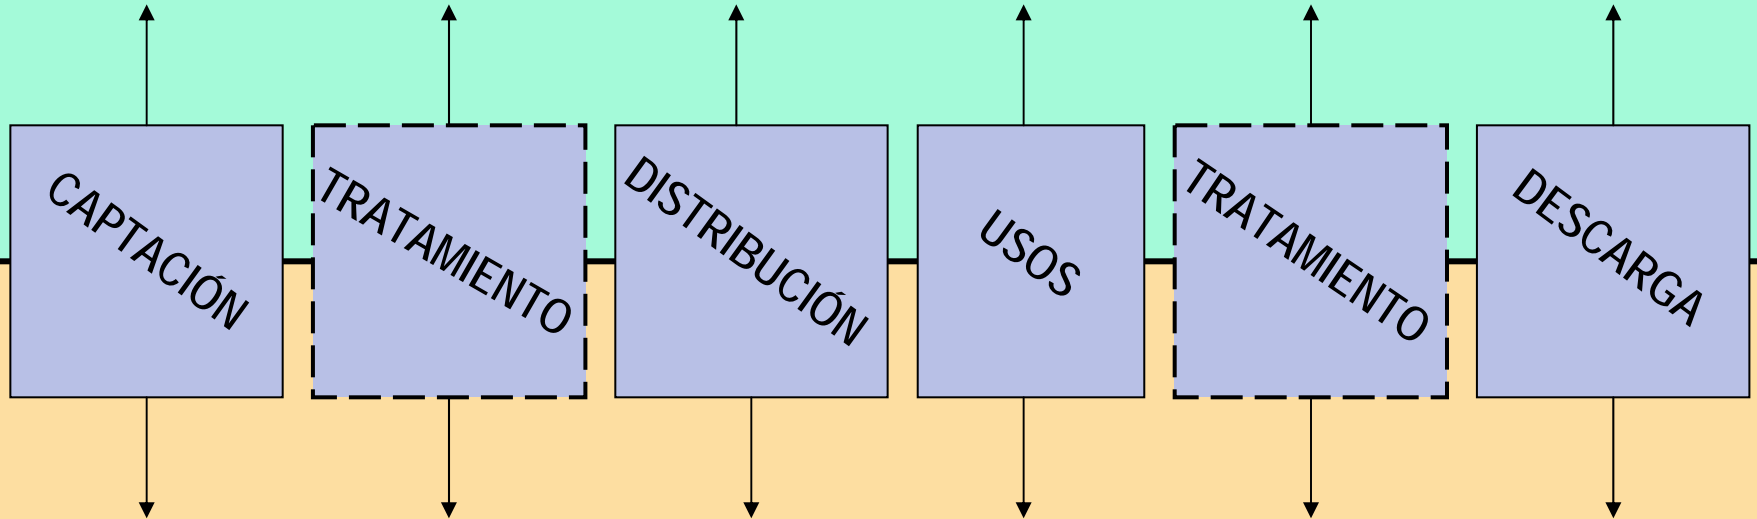 CAPTACIÓN
TRATAMIENTO
DISTRIBUCIÓN
USOS
TRATAMIENTO
DESCARGA